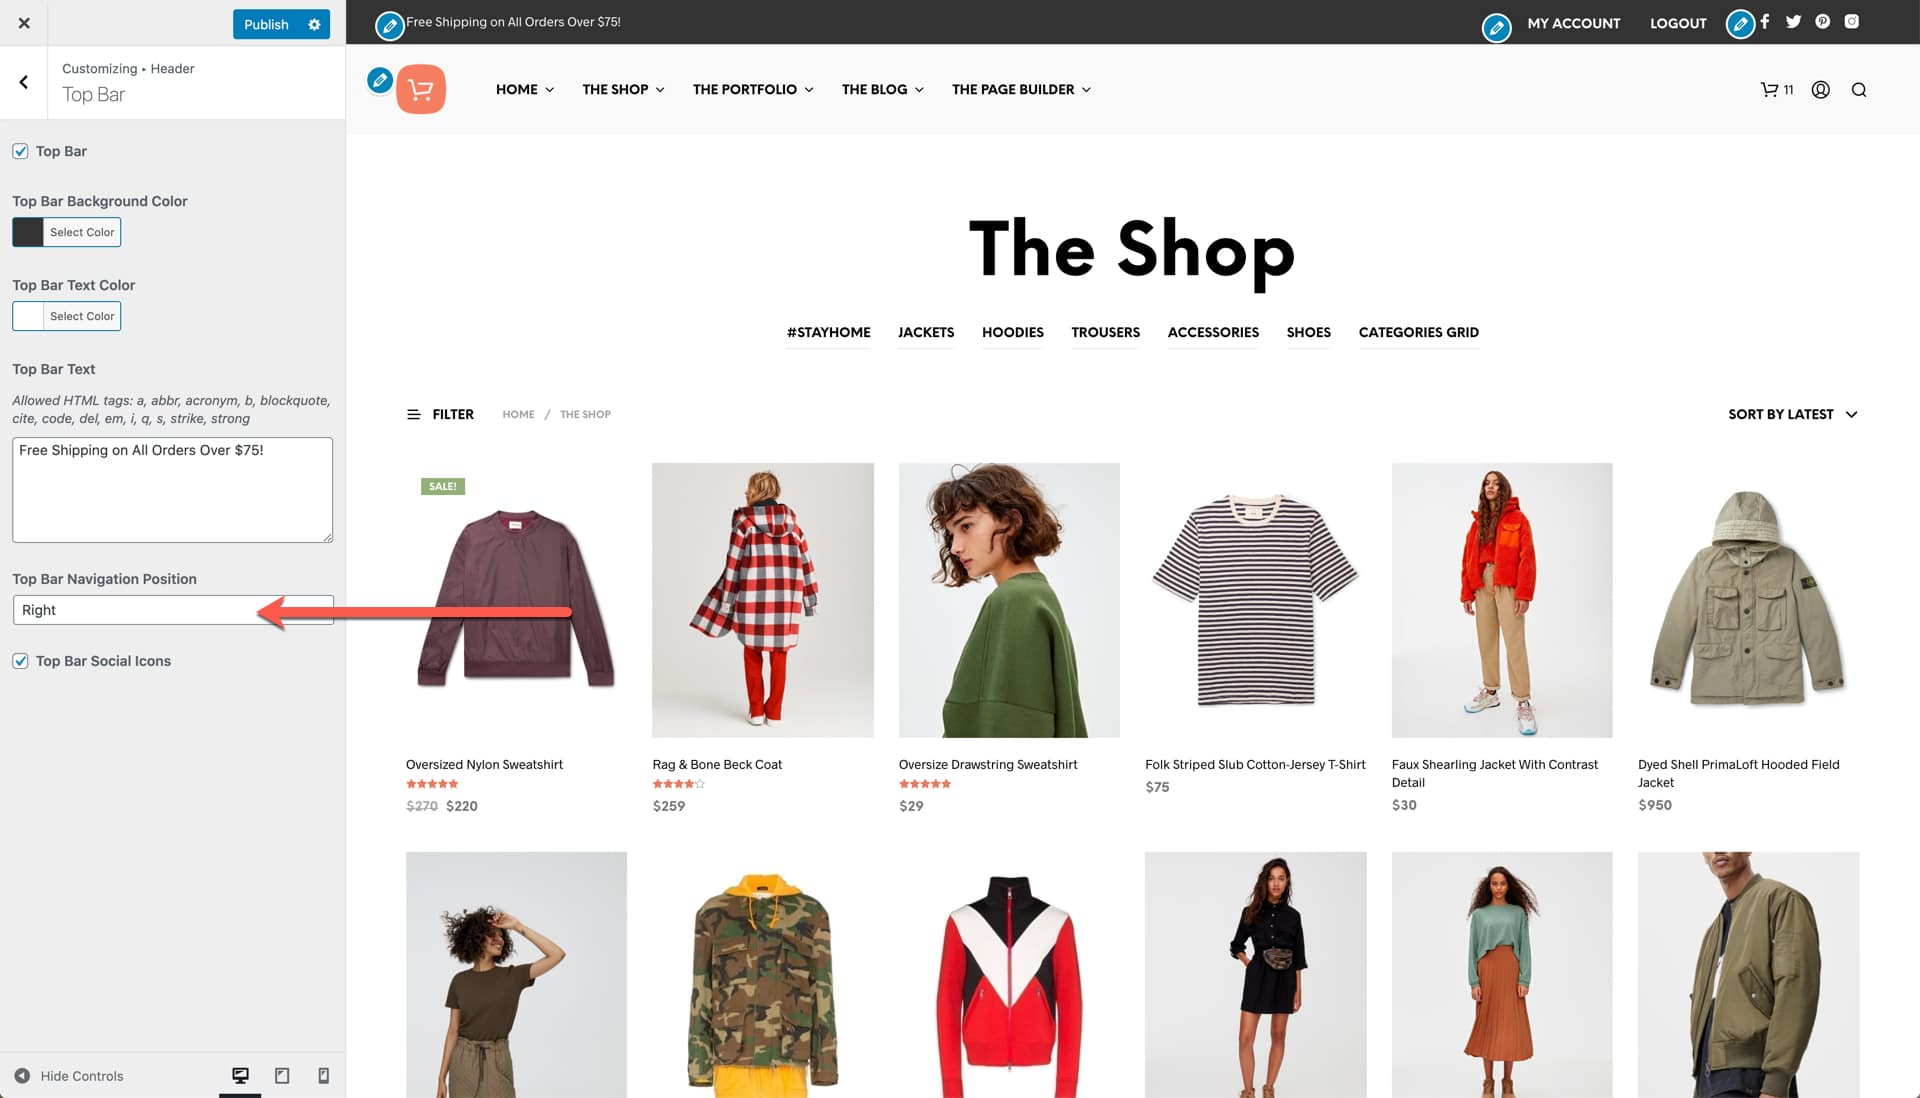 Publish
Customizing ▸ Header
Top Bar
Top Bar
Top Bar Background Color
Select Color
Top Bar Text Color
Select Color
Top Bar Text
Allowed HTML tags: a, abbr, acronym, b, blockquote,
cite, code, del, em, i, q, s, strike, strong
Free Shipping on All Orders Over $75!
Top Bar Navigation Position
Right
Top Bar Social Icons
Hide Controls
Free Shipping on All Orders Over $75!
MY ACCOUNT LOGOUT
HOME THE SHOP THE PORTFOLIO THE BLOG THE PAGE BUILDER
11
The Shop
#STAYHOME JACKETS HOODIES TROUSERS ACCESSORIES SHOES CATEGORIES GRID
FILTER HOME / THE SHOP
SORT BY LATEST
SALE!
Oversized Nylon Sweatshirt
$270 $220
Rag & Bone Beck Coat
$259
Oversize Drawstring Sweatshirt
$29
Folk Striped Slub Cotton-Jersey T-Shirt
$75
Faux Shearling Jacket With Contrast
Detail
$30
Dyed Shell PrimaLoft Hooded Field
Jacket
$950